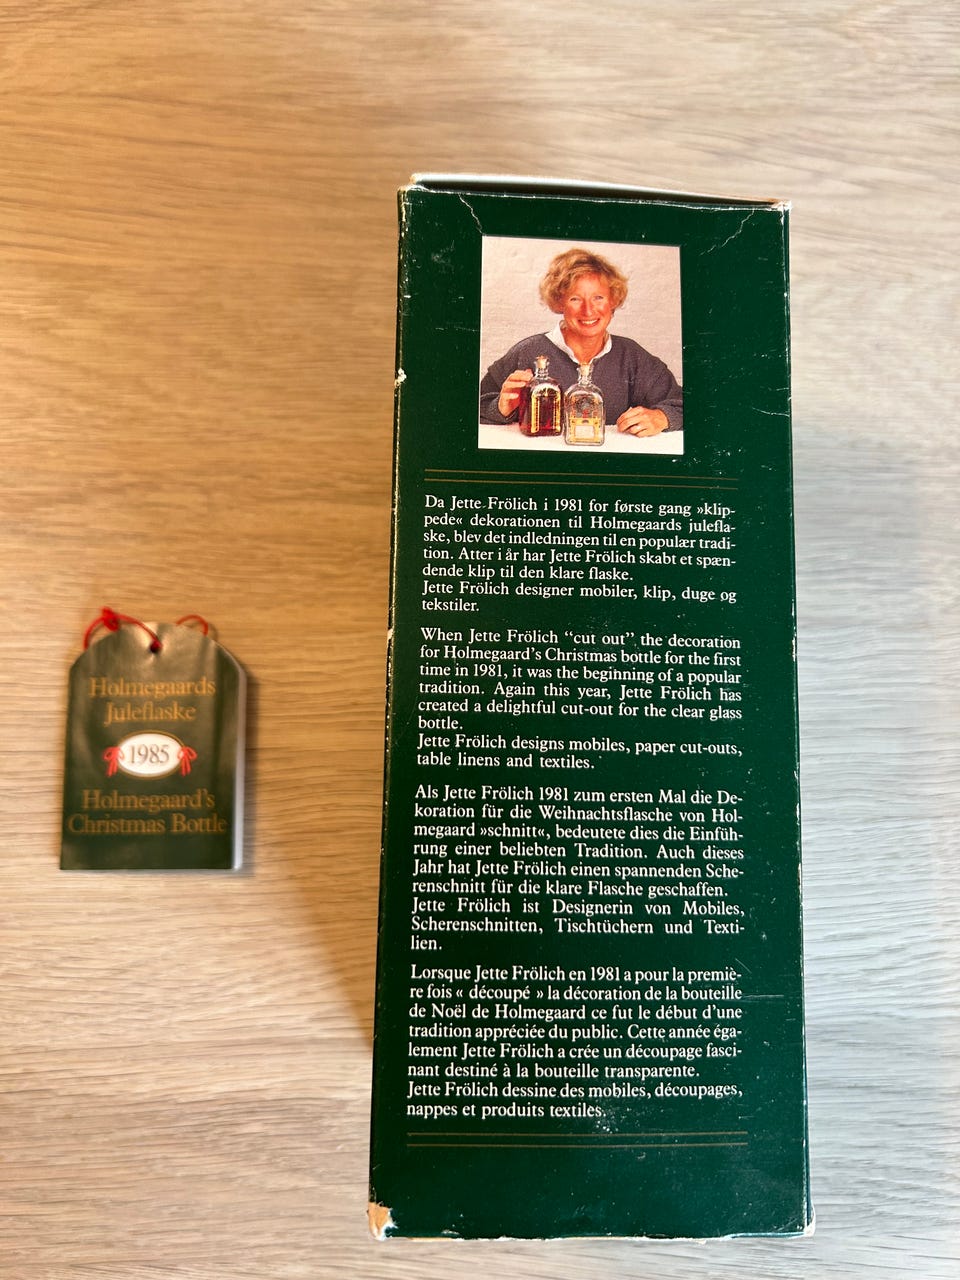 Da Jette Frölich i 1981 for første gang »klip-
pede« dekorationen til Holmegaards julefla-
ske, blev det indledningen til en populær tradi-
tion. Atter i år har Jette Frölich skabt et spæn-
dende klip til den klare flaske.
Jette Frölich designer mobiler, klip, duge og
tekstiler.
When Jette Frölich “cut out” the decoration
for Holmegaard’s Christmas bottle for the first
time in 1981, it was the beginning of a popular
tradition. Again this year, Jette Frölich has
created a delightful cut-out for the clear glass
bottle.
Jette Frölich designs mobiles, paper cut-outs,
table linens and textiles.
Als Jette Frölich 1981 zum ersten Mal die De-
koration für die Weihnachtsflasche von Hol-
megaard »schnitt«, bedeutete dies die Einfüh-
rung einer beliebten Tradition. Auch dieses
Jahr hat Jette Frölich einen spannenden Sche-
renschnitt für die klare Flasche geschaffen.
Jette Frölich ist Designerin von Mobiles,
Scherenschnitten, Tischtüchern und Texti-
lien.
Lorsque Jette Frölich en 1981 a pour la premiè-
re fois « découpé » la décoration de la bouteille
de Noël de Holmegaard ce fut le début d’une
tradition appréciée du public. Cette année éga-
lement Jette Frölich a crée un découpage fasci-
nant destiné à la bouteille transparente.
Jette Frölich dessine des mobiles, découpages,
nappes et produits textiles.
Holmegaards
Juleflaske
1985
Holmegaard’s
Christmas Bottle